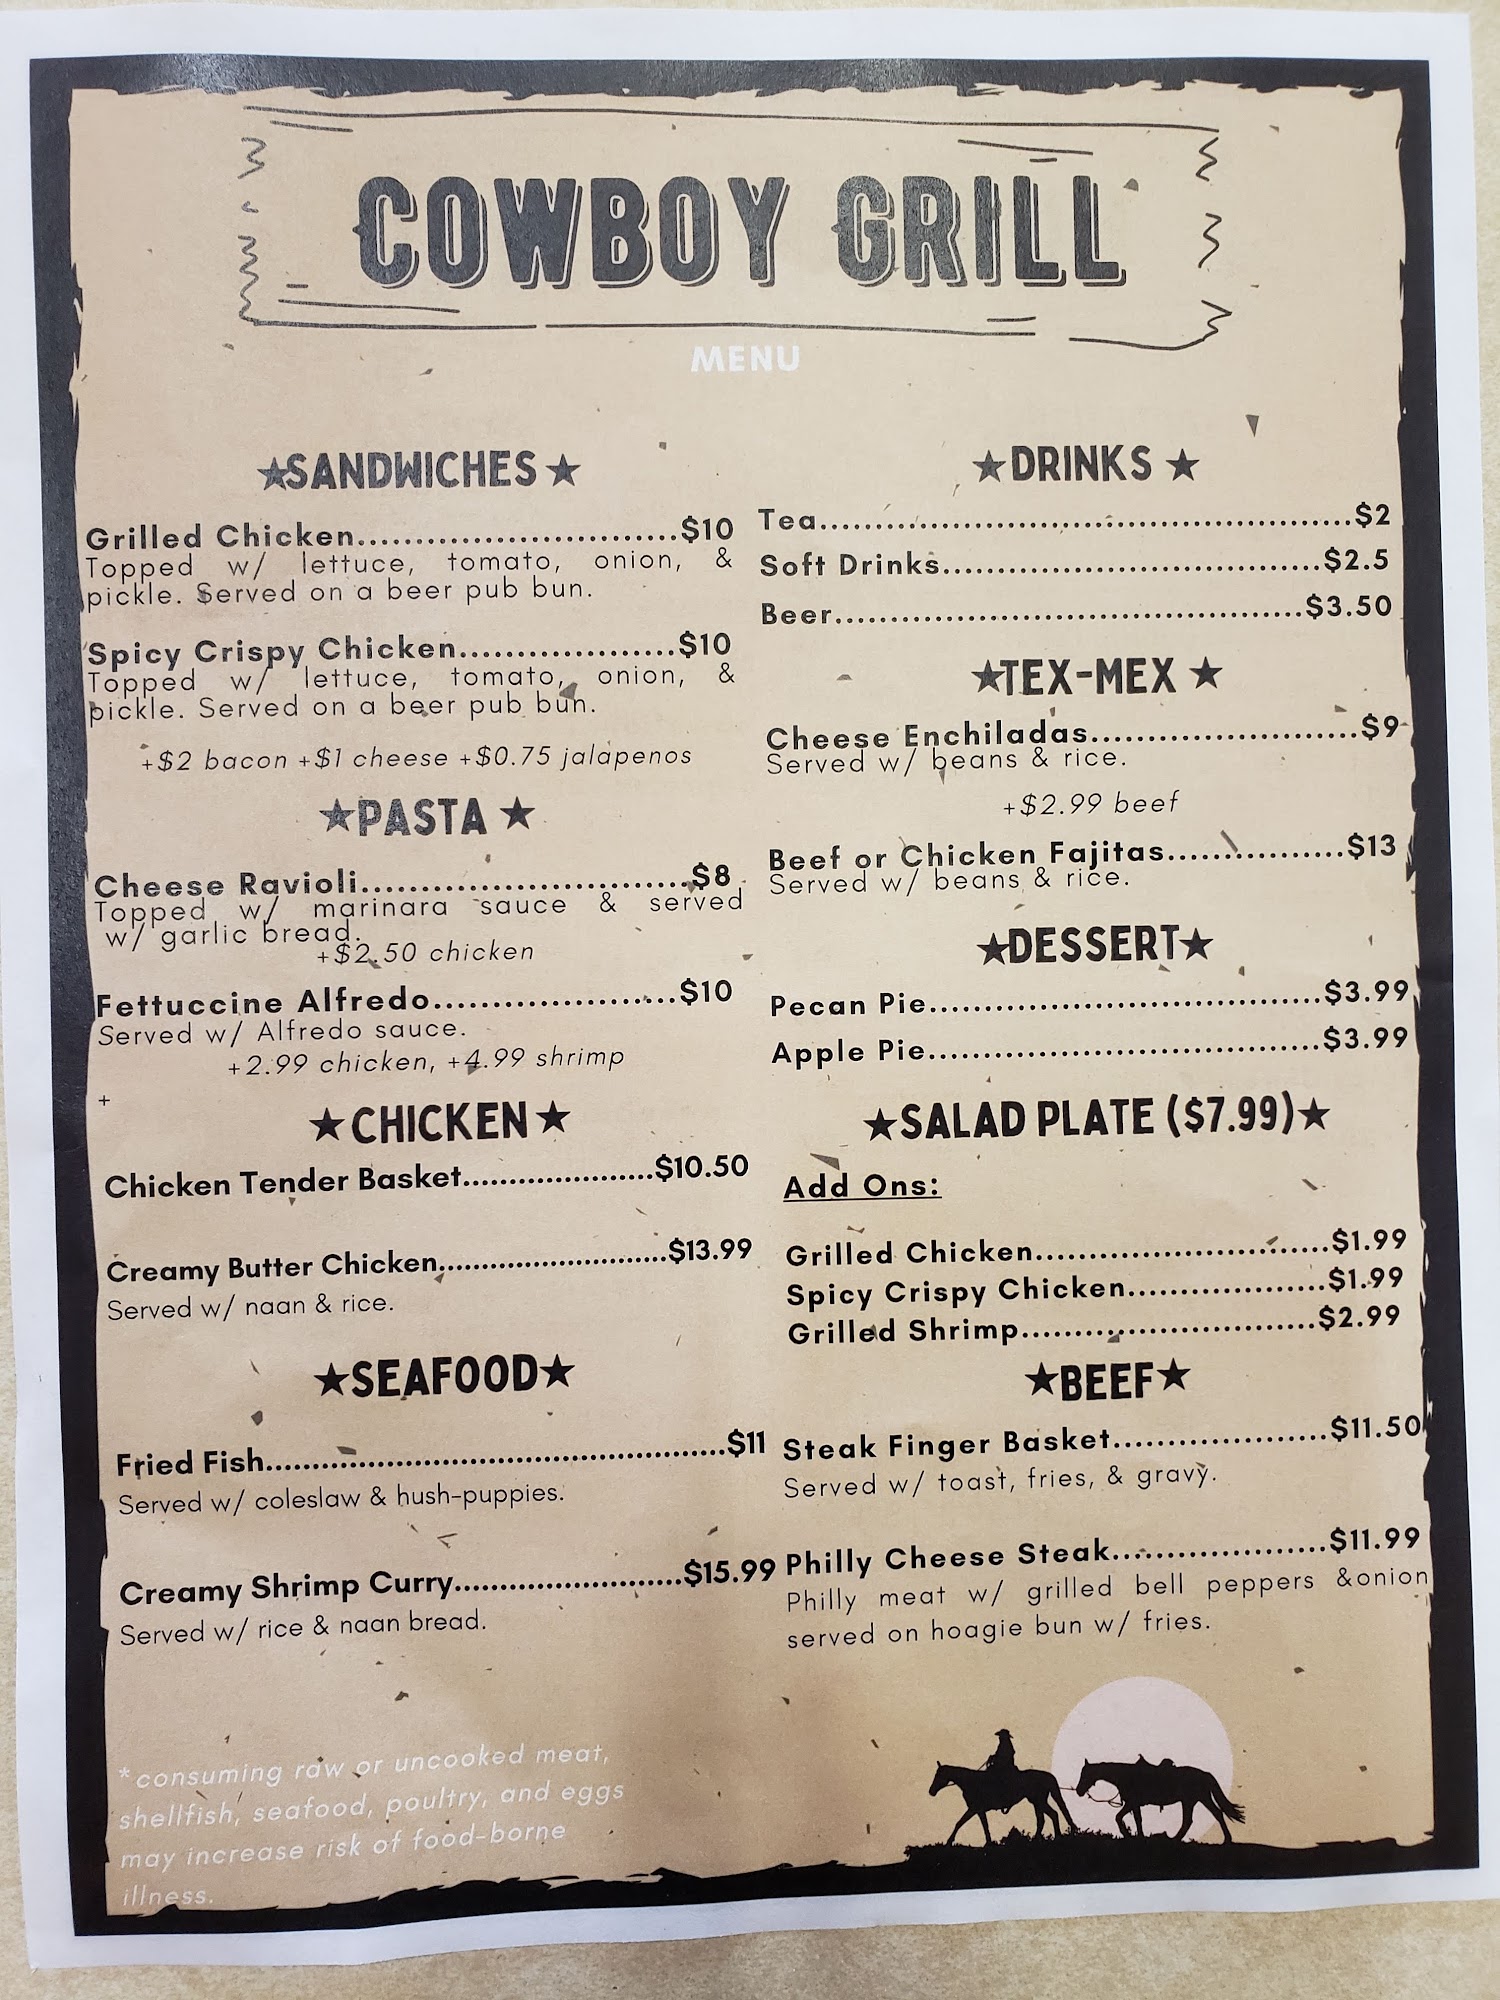 COWBOY GRILL
MENU
★SANDWICHES★
Grilled Chicken...........................$10
Topped w/ lettuce, tomato, onion, &
pickle. Served on a beer pub bun.
Spicy Crispy Chicken..................$10
Topped w/ lettuce, tomato, onion, &
pickle. Served on a beer pub bun.
+$2 bacon +$1 cheese +$0.75 jalapenos
★PASTA ★
Cheese Ravioli............................$8
Topped w/ marinara sauce & served
w/ garlic bread.
+$2.50 chicken
Fettuccine Alfredo.....................$10
Served w/ Alfredo sauce.
+2.99 chicken, +4.99 shrimp
+
★CHICKEN★
Chicken Tender Basket......................$10.50
Creamy Butter Chicken...........................$13.99
Served w/ naan & rice.
★SEAFOOD★
Fried Fish......................................................$11
Served w/ coleslaw & hush-puppies.
Creamy Shrimp Curry...........................$15.99
Served w/ rice & naan bread.
*consuming raw or uncooked meat,
shellfish, seafood, poultry, and eggs
may increase risk of food-borne
illness.
★DRINKS ★
Tea.............................................$2
Soft Drinks....................................$2.5
Beer............................................$3.50
★TEX-MEX ★
Cheese Enchiladas.........................$9
Served w/ beans & rice.
+$2.99 beef
Beef or Chicken Fajitas.................$13
Served w/ beans & rice.
★DESSERT★
Pecan Pie.....................................$3.99
Apple Pie.....................................$3.99
★SALAD PLATE ($7.99)★
Add Ons:
Grilled Chicken............................$1.99
Spicy Crispy Chicken...................$1.99
Grilled Shrimp............................$2.99
★BEEF★
Steak Finger Basket.....................$11.50
Served w/ toast, fries, & gravy.
Philly Cheese Steak.....................$11.99
Philly meat w/ grilled bell peppers &onion
served on hoagie bun w/ fries.